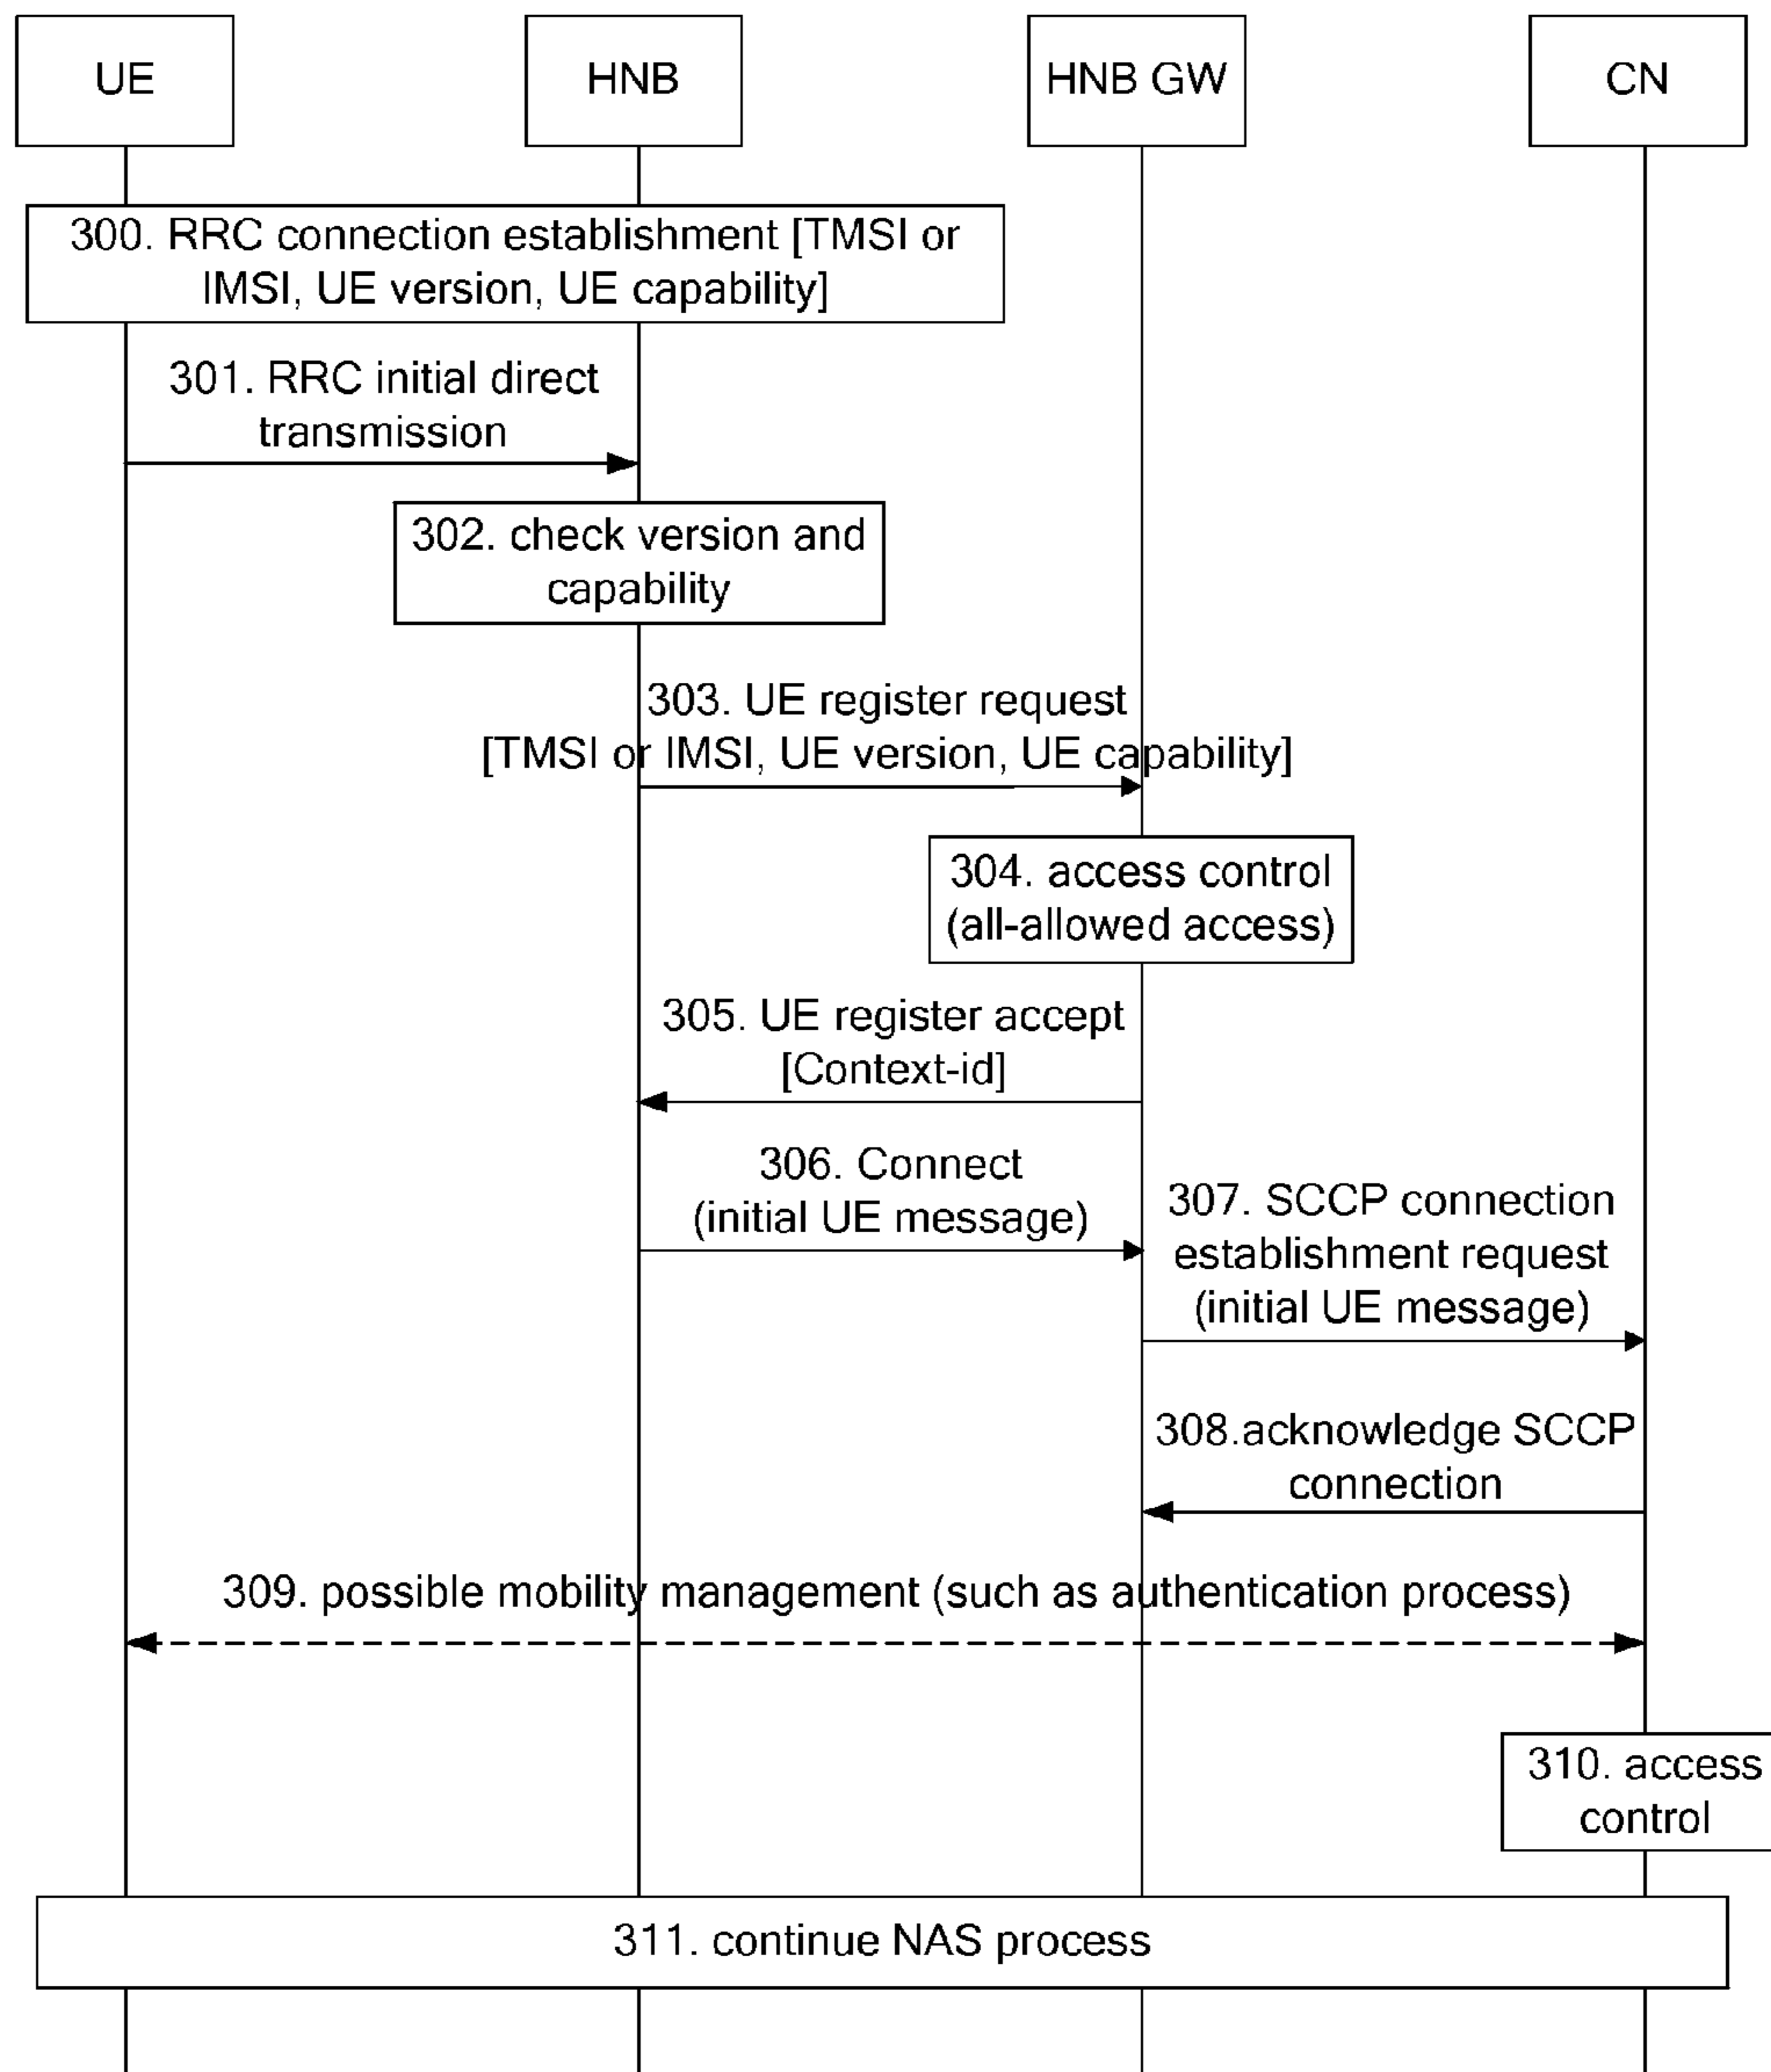 UE
HNB
HNB GW
CN
300. RRC connection establishment [TMSI or
IMSI, UE version, UE capability]
301. RRC initial direct
transmission
302. check version and
capability
303. UE register request
[TMSI or IMSI, UE version, UE capability]
304. access control
(all-allowed access)
305. UE register accept
[Context-id]
306. Connect
(initial UE message)
307. SCCP connection
establishment request
(initial UE message)
308.acknowledge SCCP
connection
309. possible mobility management (such as authentication process)
310. access
control
311. continue NAS process